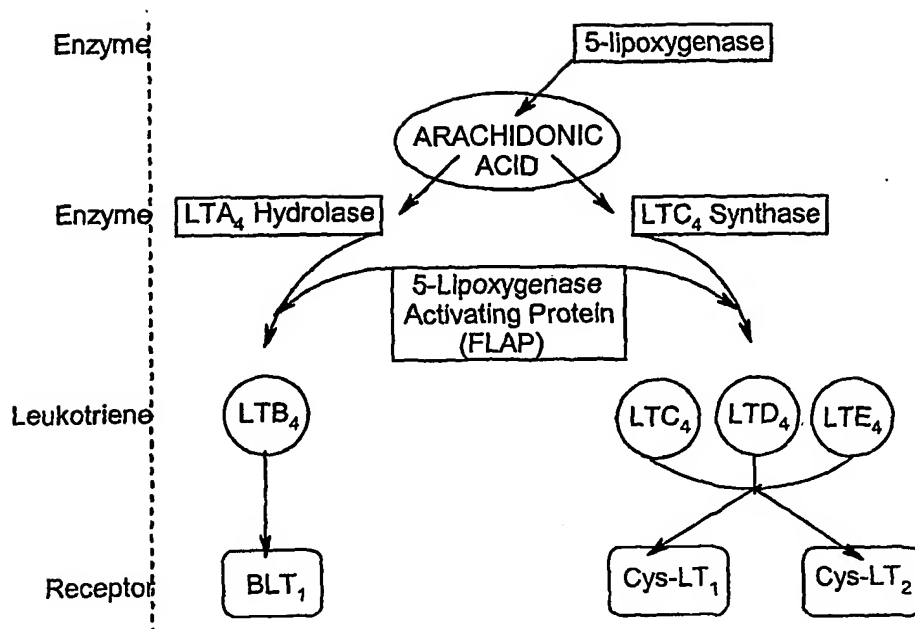 Enzyme
5-lipoxygenase
ARACHIDONIC
ACID
Enzyme
LTA₄ Hydrolase
LTC₄ Synthase
5-Lipoxygenase
Activating Protein
(FLAP)
Leukotriene
LTB₄
LTC₄
LTD₄
LTE₄
Receptor
BLT₁
Cys-LT₁
Cys-LT₂